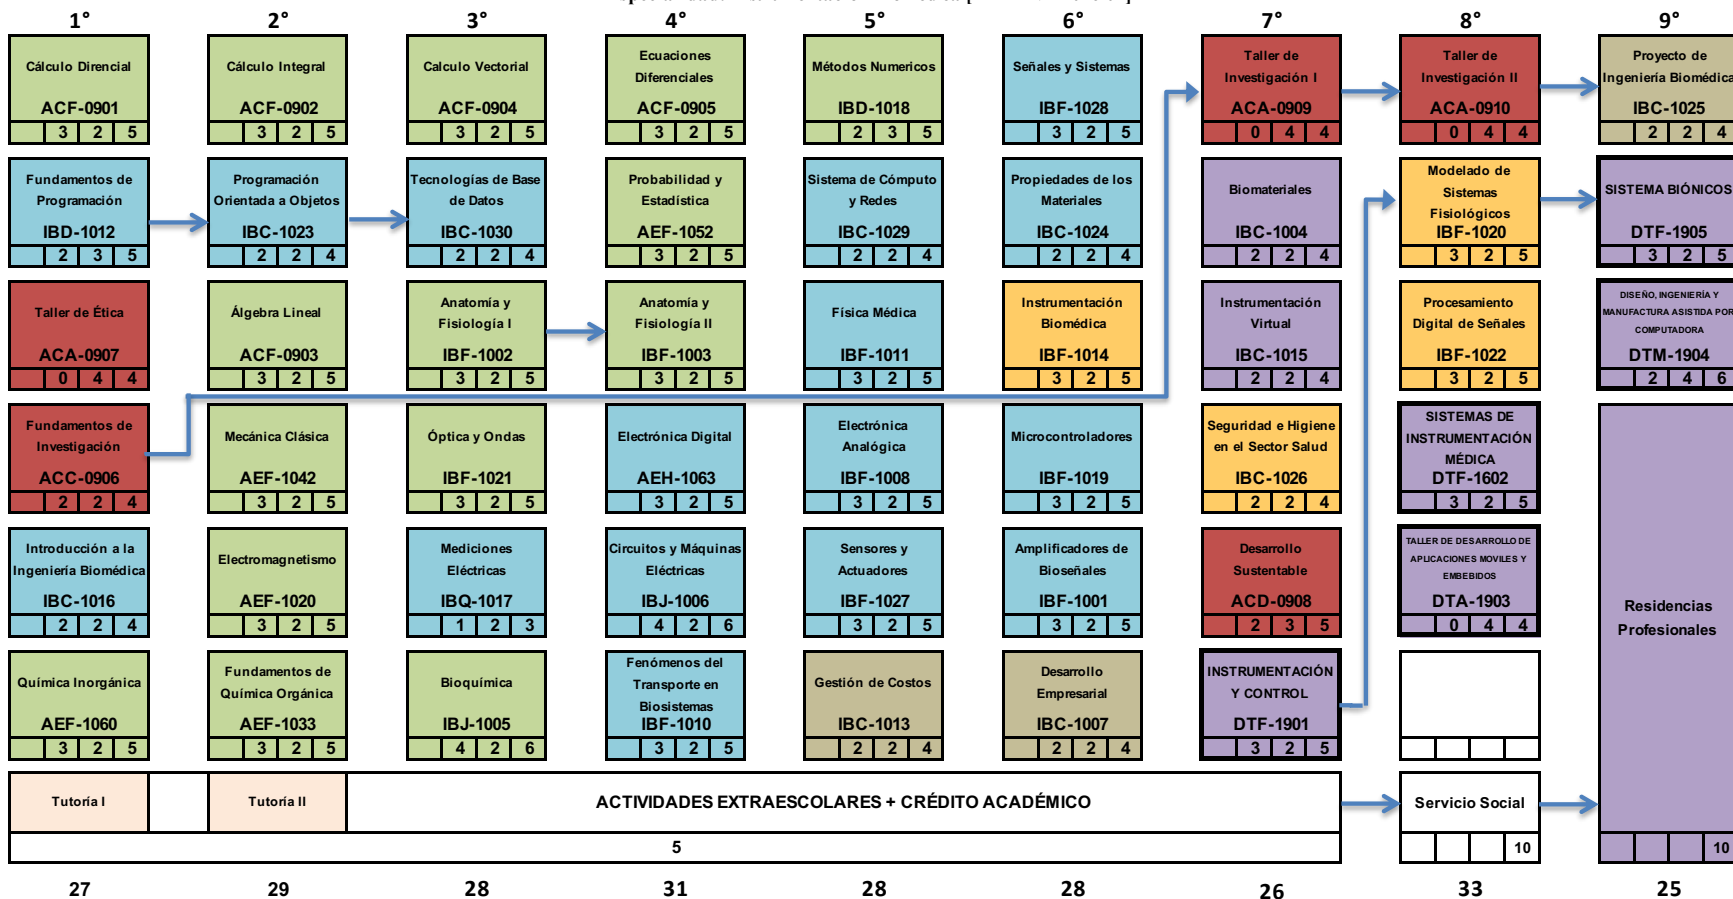 1° 2° 3° 4° 5° 6° 7° 8° 9°
Cálculo Direncial
ACF-0901
3 2 5
Cálculo Integral
ACF-0902
3 2 5
Calculo Vectorial
ACF-0904
3 2 5
Ecuaciones
Diferenciales
ACF-0905
3 2 5
Métodos Numericos
IBD-1018
2 3 5
Señales y Sistemas
IBF-1028
3 2 5
Taller de
Investigación I
ACA-0909
0 4 4
Taller de
Investigación II
ACA-0910
0 4 4
Proyecto de
Ingeniería Biomédica
IBC-1025
2 2 4
Fundamentos de
Programación
IBD-1012
2 3 5
Programación
Orientada a Objetos
IBC-1023
2 2 4
Tecnologías de Base
de Datos
IBC-1030
2 2 4
Probabilidad y
Estadística
AEF-1052
3 2 5
Sistema de Cómputo
y Redes
IBC-1029
2 2 4
Propiedades de los
Materiales
IBC-1024
2 2 4
Biomateriales
IBC-1004
2 2 4
Modelado de
Sistemas
Fisiológicos
IBF-1020
3 2 5
SISTEMA BIÓNICOS
DTF-1905
3 2 5
Taller de Ética
ACA-0907
0 4 4
Álgebra Lineal
ACF-0903
3 2 5
Anatomía y
Fisiología I
IBF-1002
3 2 5
Anatomía y
Fisiología II
IBF-1003
3 2 5
Física Médica
IBF-1011
3 2 5
Instrumentación
Biomédica
IBF-1014
3 2 5
Instrumentación
Virtual
IBC-1015
2 2 4
Procesamiento
Digital de Señales
IBF-1022
3 2 5
DISEÑO, INGENIERÍA Y
MANUFACTURA ASISTIDA POR
COMPUTADORA
DTM-1904
2 4 6
Fundamentos de
Investigación
ACC-0906
2 2 4
Mecánica Clásica
AEF-1042
3 2 5
Óptica y Ondas
IBF-1021
3 2 5
Electrónica Digital
AEH-1063
3 2 5
Electrónica
Analógica
IBF-1008
3 2 5
Microcontroladores
IBF-1019
3 2 5
Seguridad e Higiene
en el Sector Salud
IBC-1026
2 2 4
SISTEMAS DE
INSTRUMENTACIÓN
MÉDICA
DTF-1602
3 2 5
Introducción a la
Ingeniería Biomédica
IBC-1016
2 2 4
Electromagnetismo
AEF-1020
3 2 5
Mediciones
Eléctricas
IBQ-1017
1 2 3
Circuitos y Máquinas
Eléctricas
IBJ-1006
4 2 6
Sensores y
Actuadores
IBF-1027
3 2 5
Amplificadores de
Bioseñales
IBF-1001
3 2 5
Desarrollo
Sustentable
ACD-0908
2 3 5
TALLER DE DESARROLLO DE
APLICACIONES MOVILES Y
EMBEBIDOS
DTA-1903
0 4 4
Residencias
Profesionales
10
Química Inorgánica
AEF-1060
3 2 5
Fundamentos de
Química Orgánica
AEF-1033
3 2 5
Bioquímica
IBJ-1005
4 2 6
Fenómenos del
Transporte en
Biosistemas
IBF-1010
3 2 5
Gestión de Costos
IBC-1013
2 2 4
Desarrollo
Empresarial
IBC-1007
2 2 4
INSTRUMENTACIÓN
Y CONTROL
DTF-1901
3 2 5
Tutoría I
Tutoría II
ACTIVIDADES EXTRAESCOLARES + CRÉDITO ACADÉMICO
5
Servicio Social
10
27 29 28 31 28 28 26 33 25